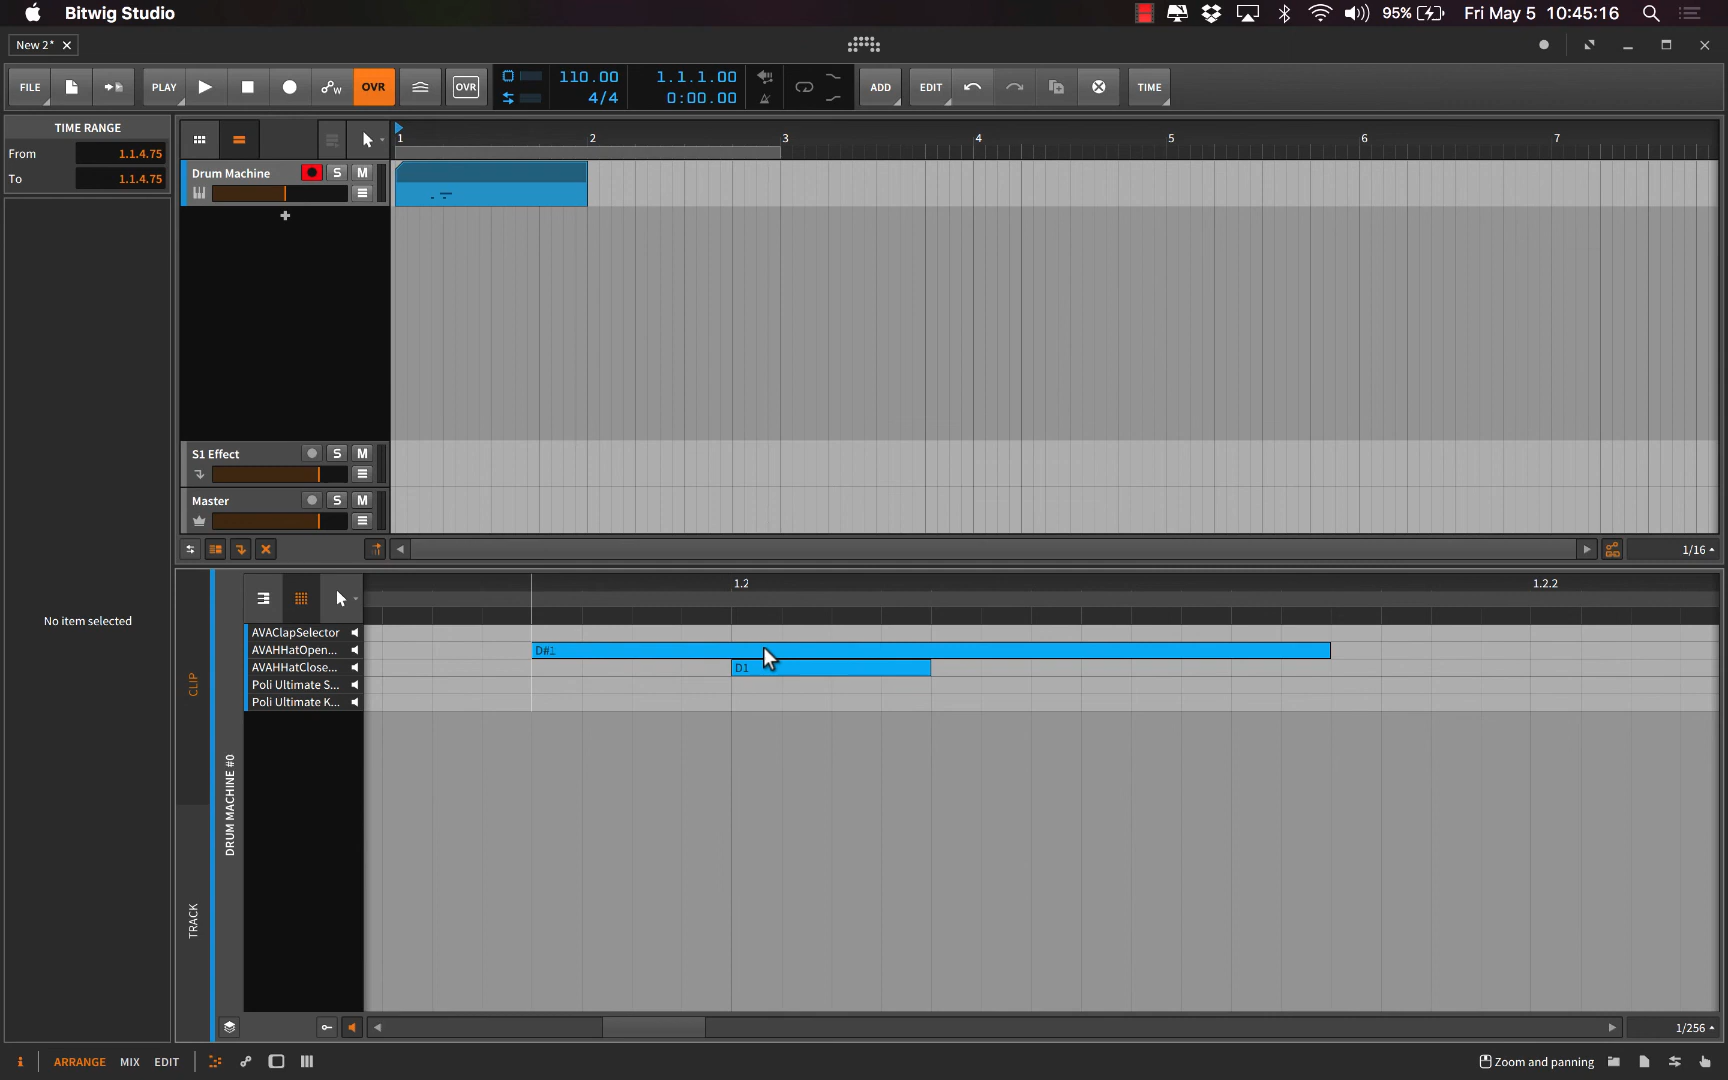 Bitwig Studio
95%
Fri May 5 10:45:16
New 2*
FILE
PLAY
OVR
OVR
110.00
4/4
1.1.1.00
0:00.00
ADD
EDIT
TIME
TIME RANGE
From 1.1.4.75
To 1.1.4.75
1 2 3 4 5 6 7
Drum Machine S M
S1 Effect S M
Master S M
1/16
No item selected
1.2 1.2.2
CLIP
TRACK
DRUM MACHINE #0
AVAClapSelector
AVAHHatOpen...
D#1
AVAHHatClose...
D1
Poli Ultimate S...
Poli Ultimate K...
1/256
i ARRANGE MIX EDIT
Zoom and panning